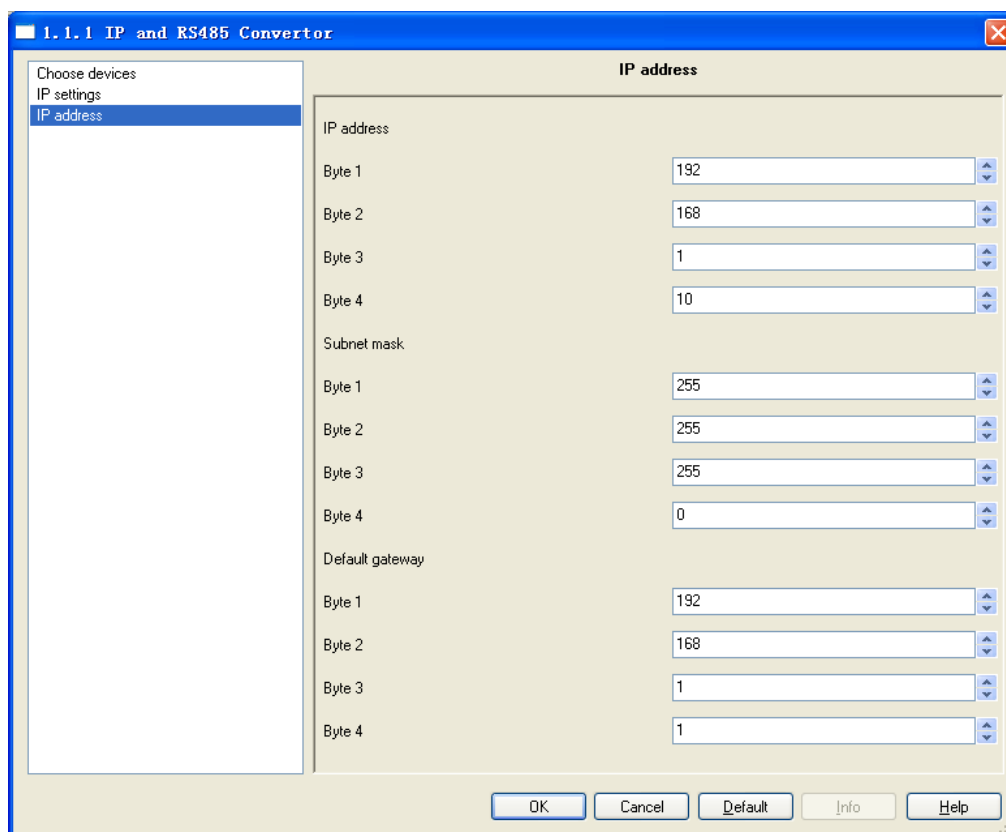 1.1.1 IP and RS485 Convertor
Choose devices
IP settings
IP address
IP address
IP address
Byte 1 192
Byte 2 168
Byte 3 1
Byte 4 10
Subnet mask
Byte 1 255
Byte 2 255
Byte 3 255
Byte 4 0
Default gateway
Byte 1 192
Byte 2 168
Byte 3 1
Byte 4 1
OK Cancel Default Info Help